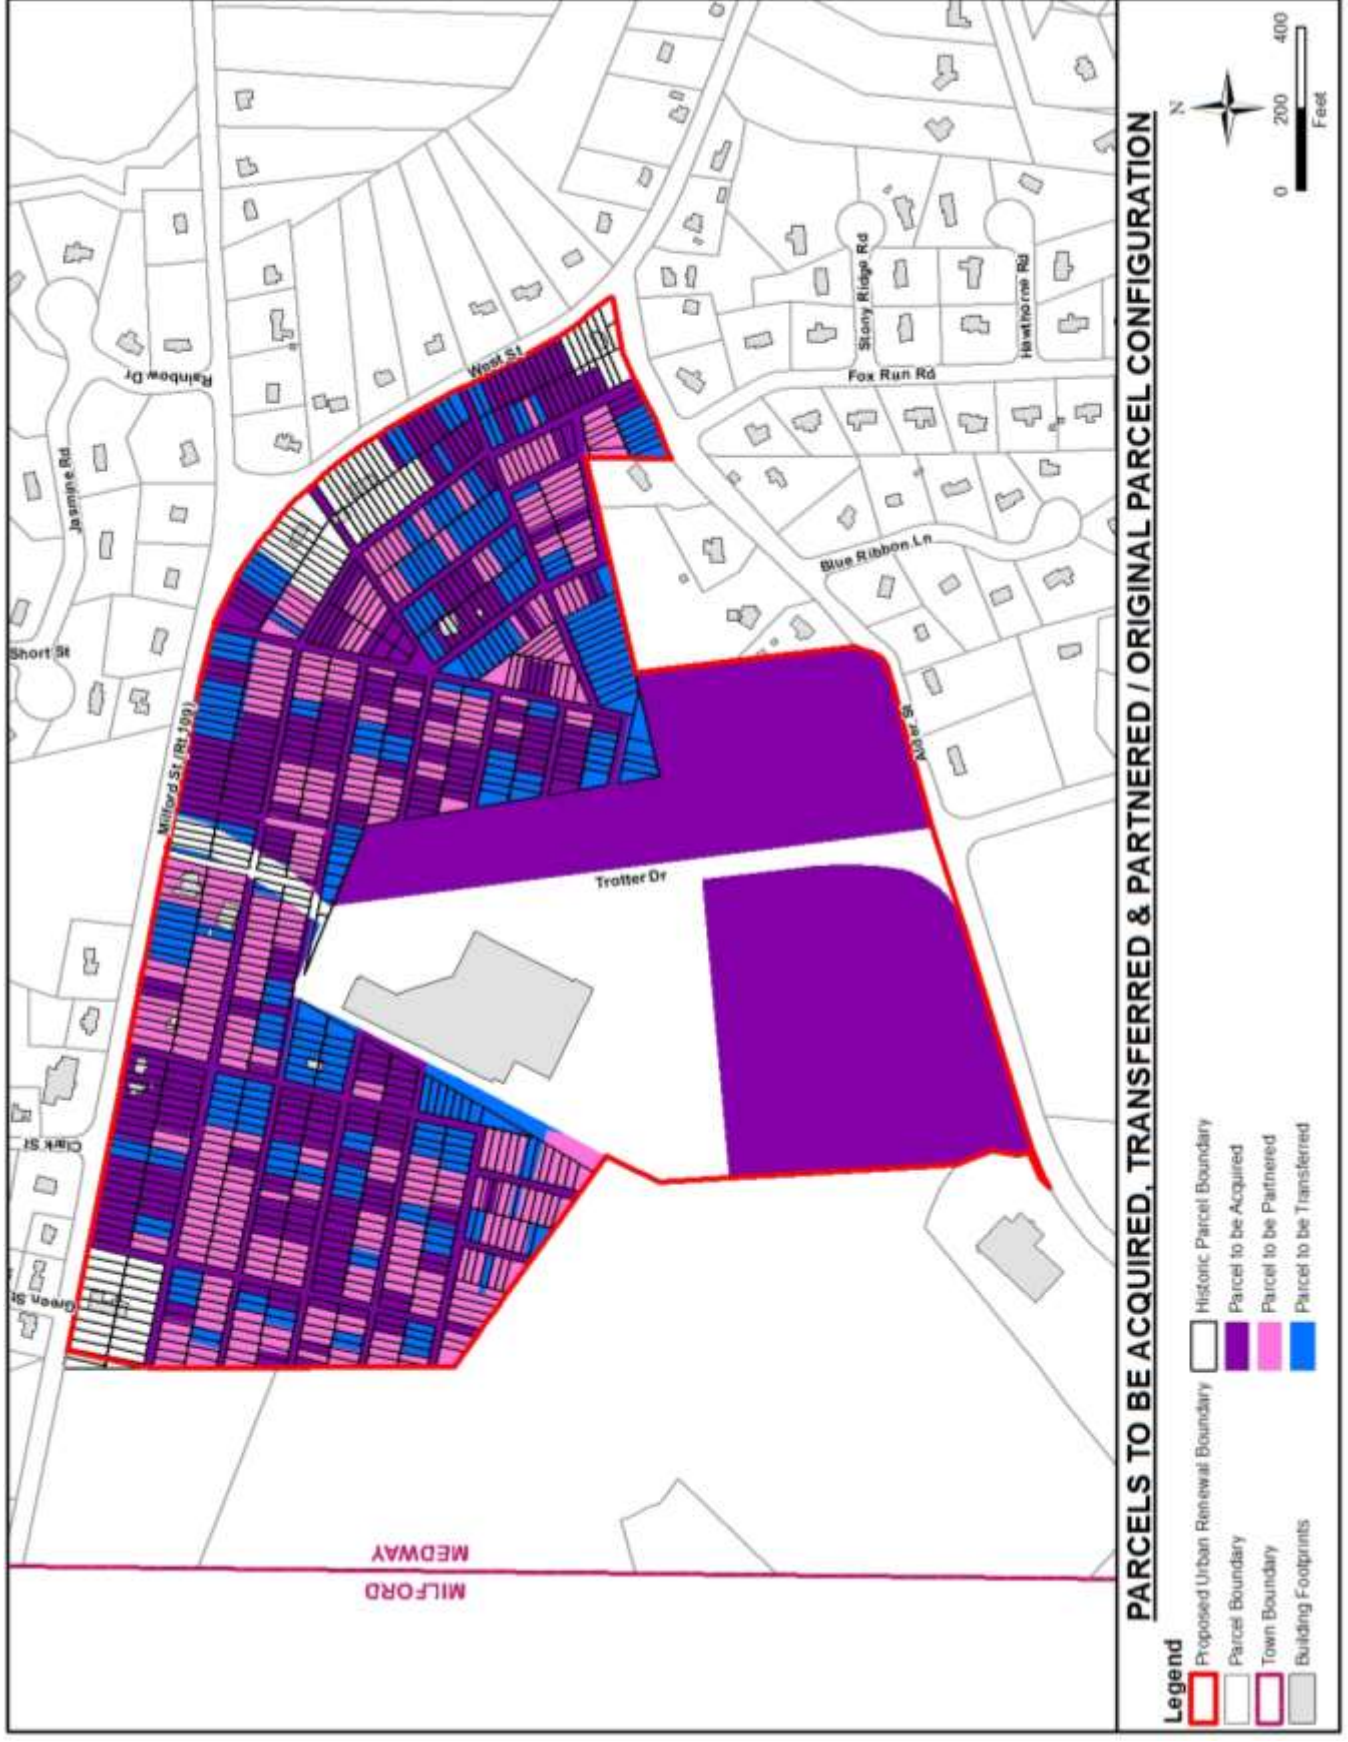 Short St
Jasmine Rd
Rainbow Dr
Green St
Clark St
Milford St (Rt 109)
West St
Trotter Dr
Alder St
Blue Ribbon Ln
Fox Run Rd
Stony Ridge Rd
Hawthorne Rd
MILFORD
MEDWAY
PARCELS TO BE ACQUIRED, TRANSFERRED & PARTNERED / ORIGINAL PARCEL CONFIGURATION
Legend
Proposed Urban Renewal Boundary
Parcel Boundary
Town Boundary
Building Footprints
Historic Parcel Boundary
Parcel to be Acquired
Parcel to be Partnered
Parcel to be Transferred
N
0 200 400
Feet